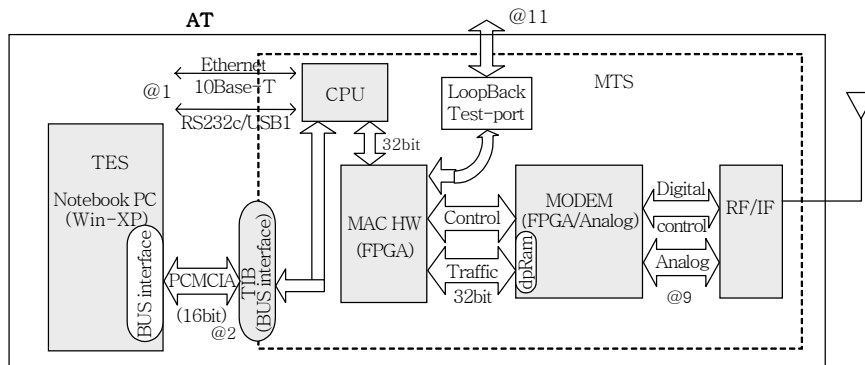 AT
@11
Ethernet
10Base-T
@1
RS232c/USB1
CPU
LoopBack
Test-port
MTS
32bit
TES
Notebook PC
(Win-XP)
BUS interface
PCMCIA
(16bit)
@2
TIB
(BUS interface)
MAC HW
(FPGA)
Control
Traffic
32bit
MODEM
(FPGA/Analog)
dpRam
Digital
control
Analog
@9
RF/IF